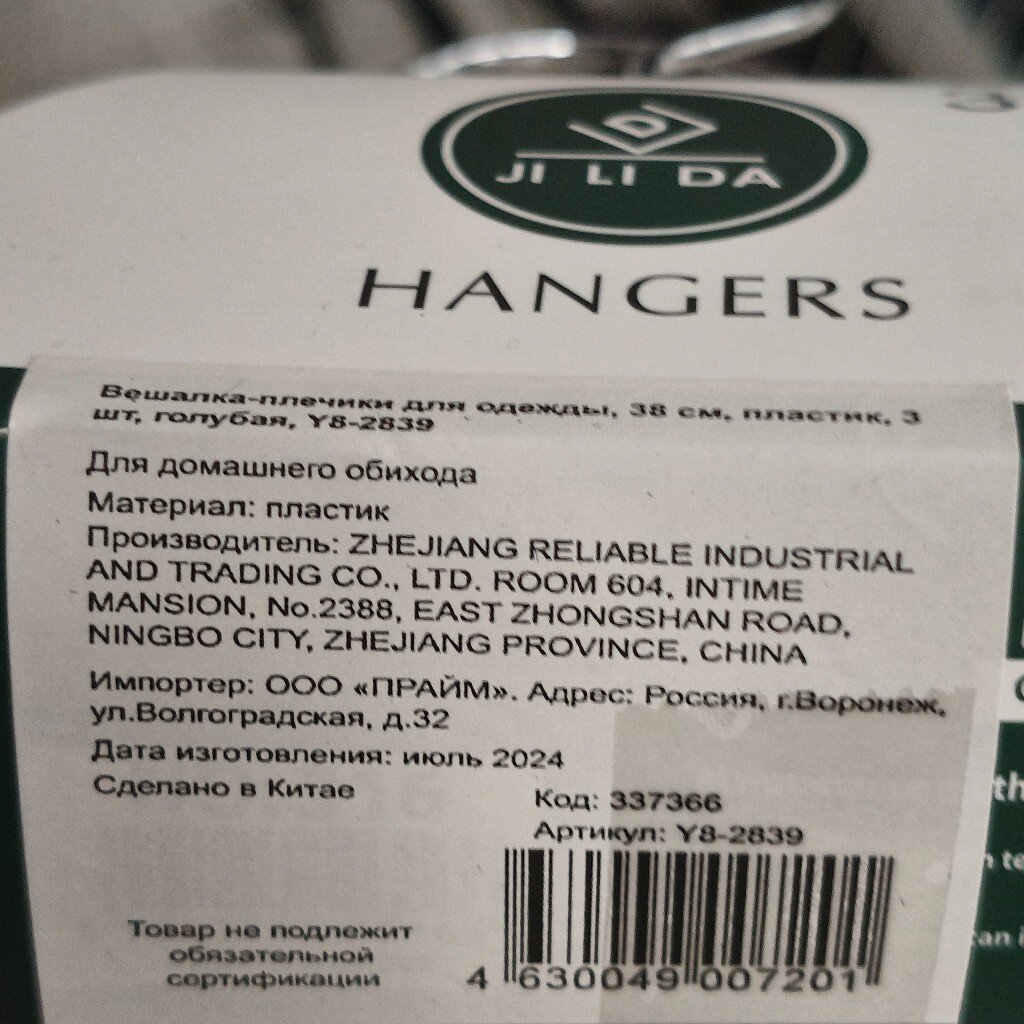 3
D
JI LI DA
HANGERS
Вешалка-плечики для одежды, 38 см, пластик, 3
шт, голубая, Y8-2839
Для домашнего обихода
Материал: пластик
Производитель: ZHEJIANG RELIABLE INDUSTRIAL
AND TRADING CO., LTD. ROOM 604, INTIME
MANSION, No.2388, EAST ZHONGSHAN ROAD,
NINGBO CITY, ZHEJIANG PROVINCE, CHINA
Импортер: ООО «ПРАЙМ». Адрес: Россия, г.Воронеж,
ул.Волгоградская, д.32
Дата изготовления: июль 2024
Сделано в Китае
Код: 337366
Артикул: Y8-2839
Товар не подлежит
обязательной
сертификации
4 630049 007201